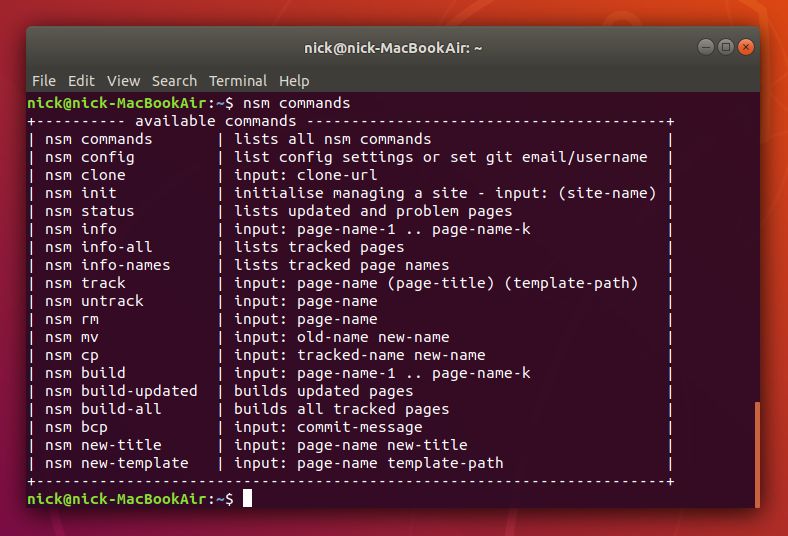 nick@nick-MacBookAir: ~
File Edit View Search Terminal Help
nick@nick-MacBookAir:~$ nsm commands
+---------- available commands ----------------------------------------+
| nsm commands       | lists all nsm commands                          |
| nsm config         | list config settings or set git email/username  |
| nsm clone          | input: clone-url                                |
| nsm init           | initialise managing a site - input: (site-name) |
| nsm status         | lists updated and problem pages                 |
| nsm info           | input: page-name-1 .. page-name-k               |
| nsm info-all       | lists tracked pages                             |
| nsm info-names     | lists tracked page names                        |
| nsm track          | input: page-name (page-title) (template-path)   |
| nsm untrack        | input: page-name                                |
| nsm rm             | input: page-name                                |
| nsm mv             | input: old-name new-name                        |
| nsm cp             | input: tracked-name new-name                    |
| nsm build          | input: page-name-1 .. page-name-k               |
| nsm build-updated  | builds updated pages                            |
| nsm build-all      | builds all tracked pages                        |
| nsm bcp            | input: commit-message                           |
| nsm new-title      | input: page-name new-title                      |
| nsm new-template   | input: page-name template-path                  |
+----------------------------------------------------------------------+
nick@nick-MacBookAir:~$